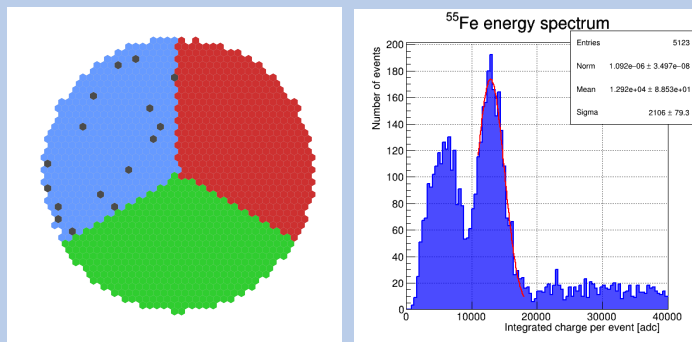 55Fe energy spectrum
Entries 5123
Norm 1.092e-06 ± 3.497e-08
Mean 1.292e+04 ± 8.853e+01
Sigma 2106 ± 79.3
Number of events
200
180
160
140
120
100
80
60
40
20
0
0 10000 20000 30000 40000
Integrated charge per event [adc]